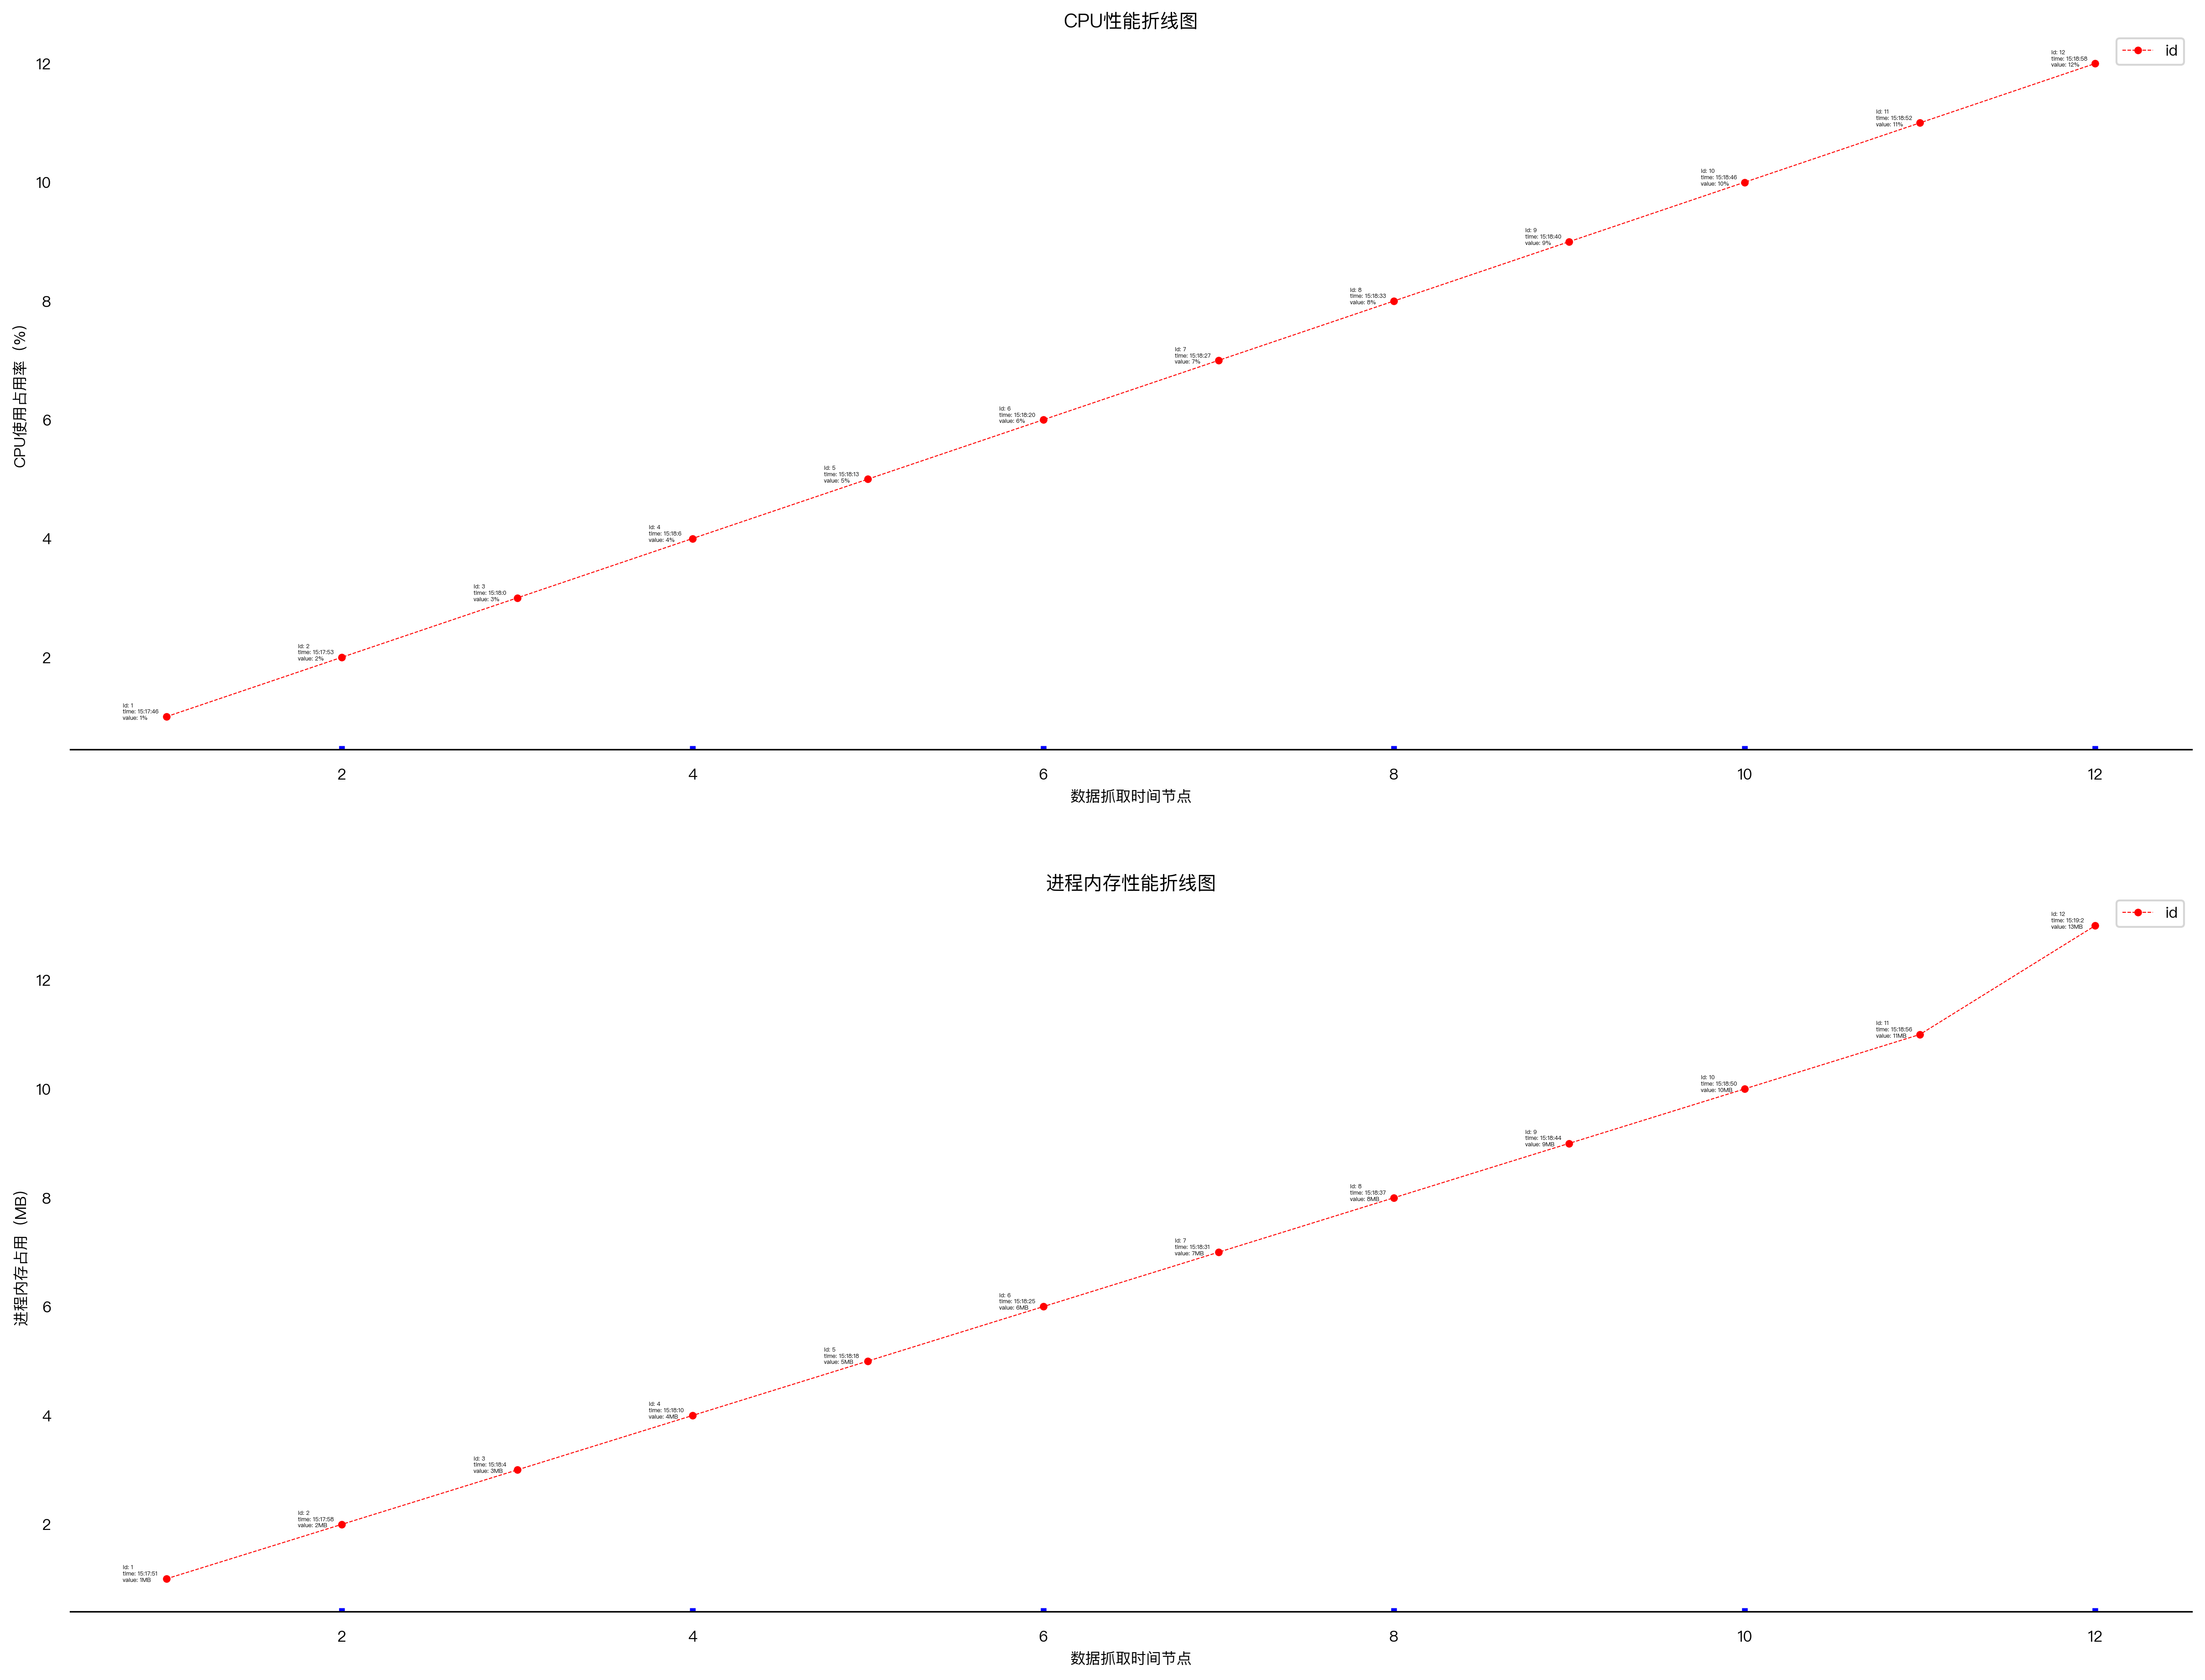 CPU性能折线图
id
12
10
8
6
4
2
CPU使用占用率（%）
id: 12
time: 15:18:58
value: 12%
id: 11
time: 15:18:52
value: 11%
id: 10
time: 15:18:46
value: 10%
id: 9
time: 15:18:40
value: 9%
id: 8
time: 15:18:33
value: 8%
id: 7
time: 15:18:27
value: 7%
id: 6
time: 15:18:20
value: 6%
id: 5
time: 15:18:13
value: 5%
id: 4
time: 15:18:6
value: 4%
id: 3
time: 15:18:0
value: 3%
id: 2
time: 15:17:53
value: 2%
id: 1
time: 15:17:46
value: 1%
2 4 6 8 10 12
数据抓取时间节点
进程内存性能折线图
id
12
10
8
6
4
2
进程内存占用（MB）
id: 12
time: 15:19:2
value: 13MB
id: 11
time: 15:18:56
value: 11MB
id: 10
time: 15:18:50
value: 10MB
id: 9
time: 15:18:44
value: 9MB
id: 8
time: 15:18:37
value: 8MB
id: 7
time: 15:18:31
value: 7MB
id: 6
time: 15:18:25
value: 6MB
id: 5
time: 15:18:18
value: 5MB
id: 4
time: 15:18:10
value: 4MB
id: 3
time: 15:18:4
value: 3MB
id: 2
time: 15:17:58
value: 2MB
id: 1
time: 15:17:51
value: 1MB
2 4 6 8 10 12
数据抓取时间节点